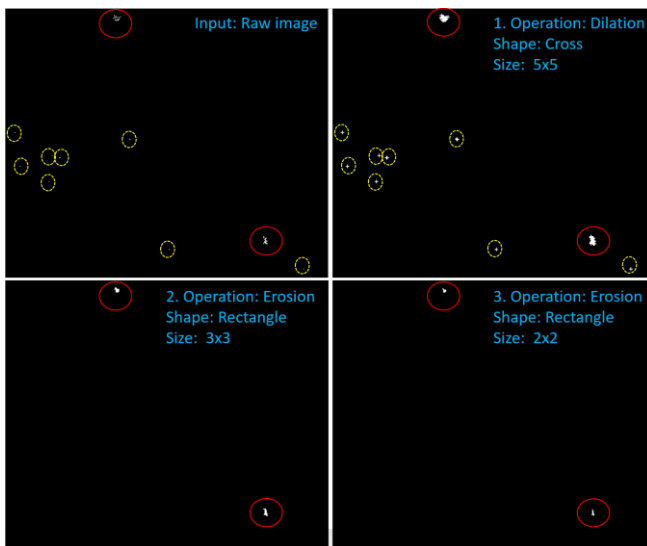 Input: Raw image
1. Operation: Dilation
Shape: Cross
Size: 5x5
2. Operation: Erosion
Shape: Rectangle
Size: 3x3
3. Operation: Erosion
Shape: Rectangle
Size: 2x2